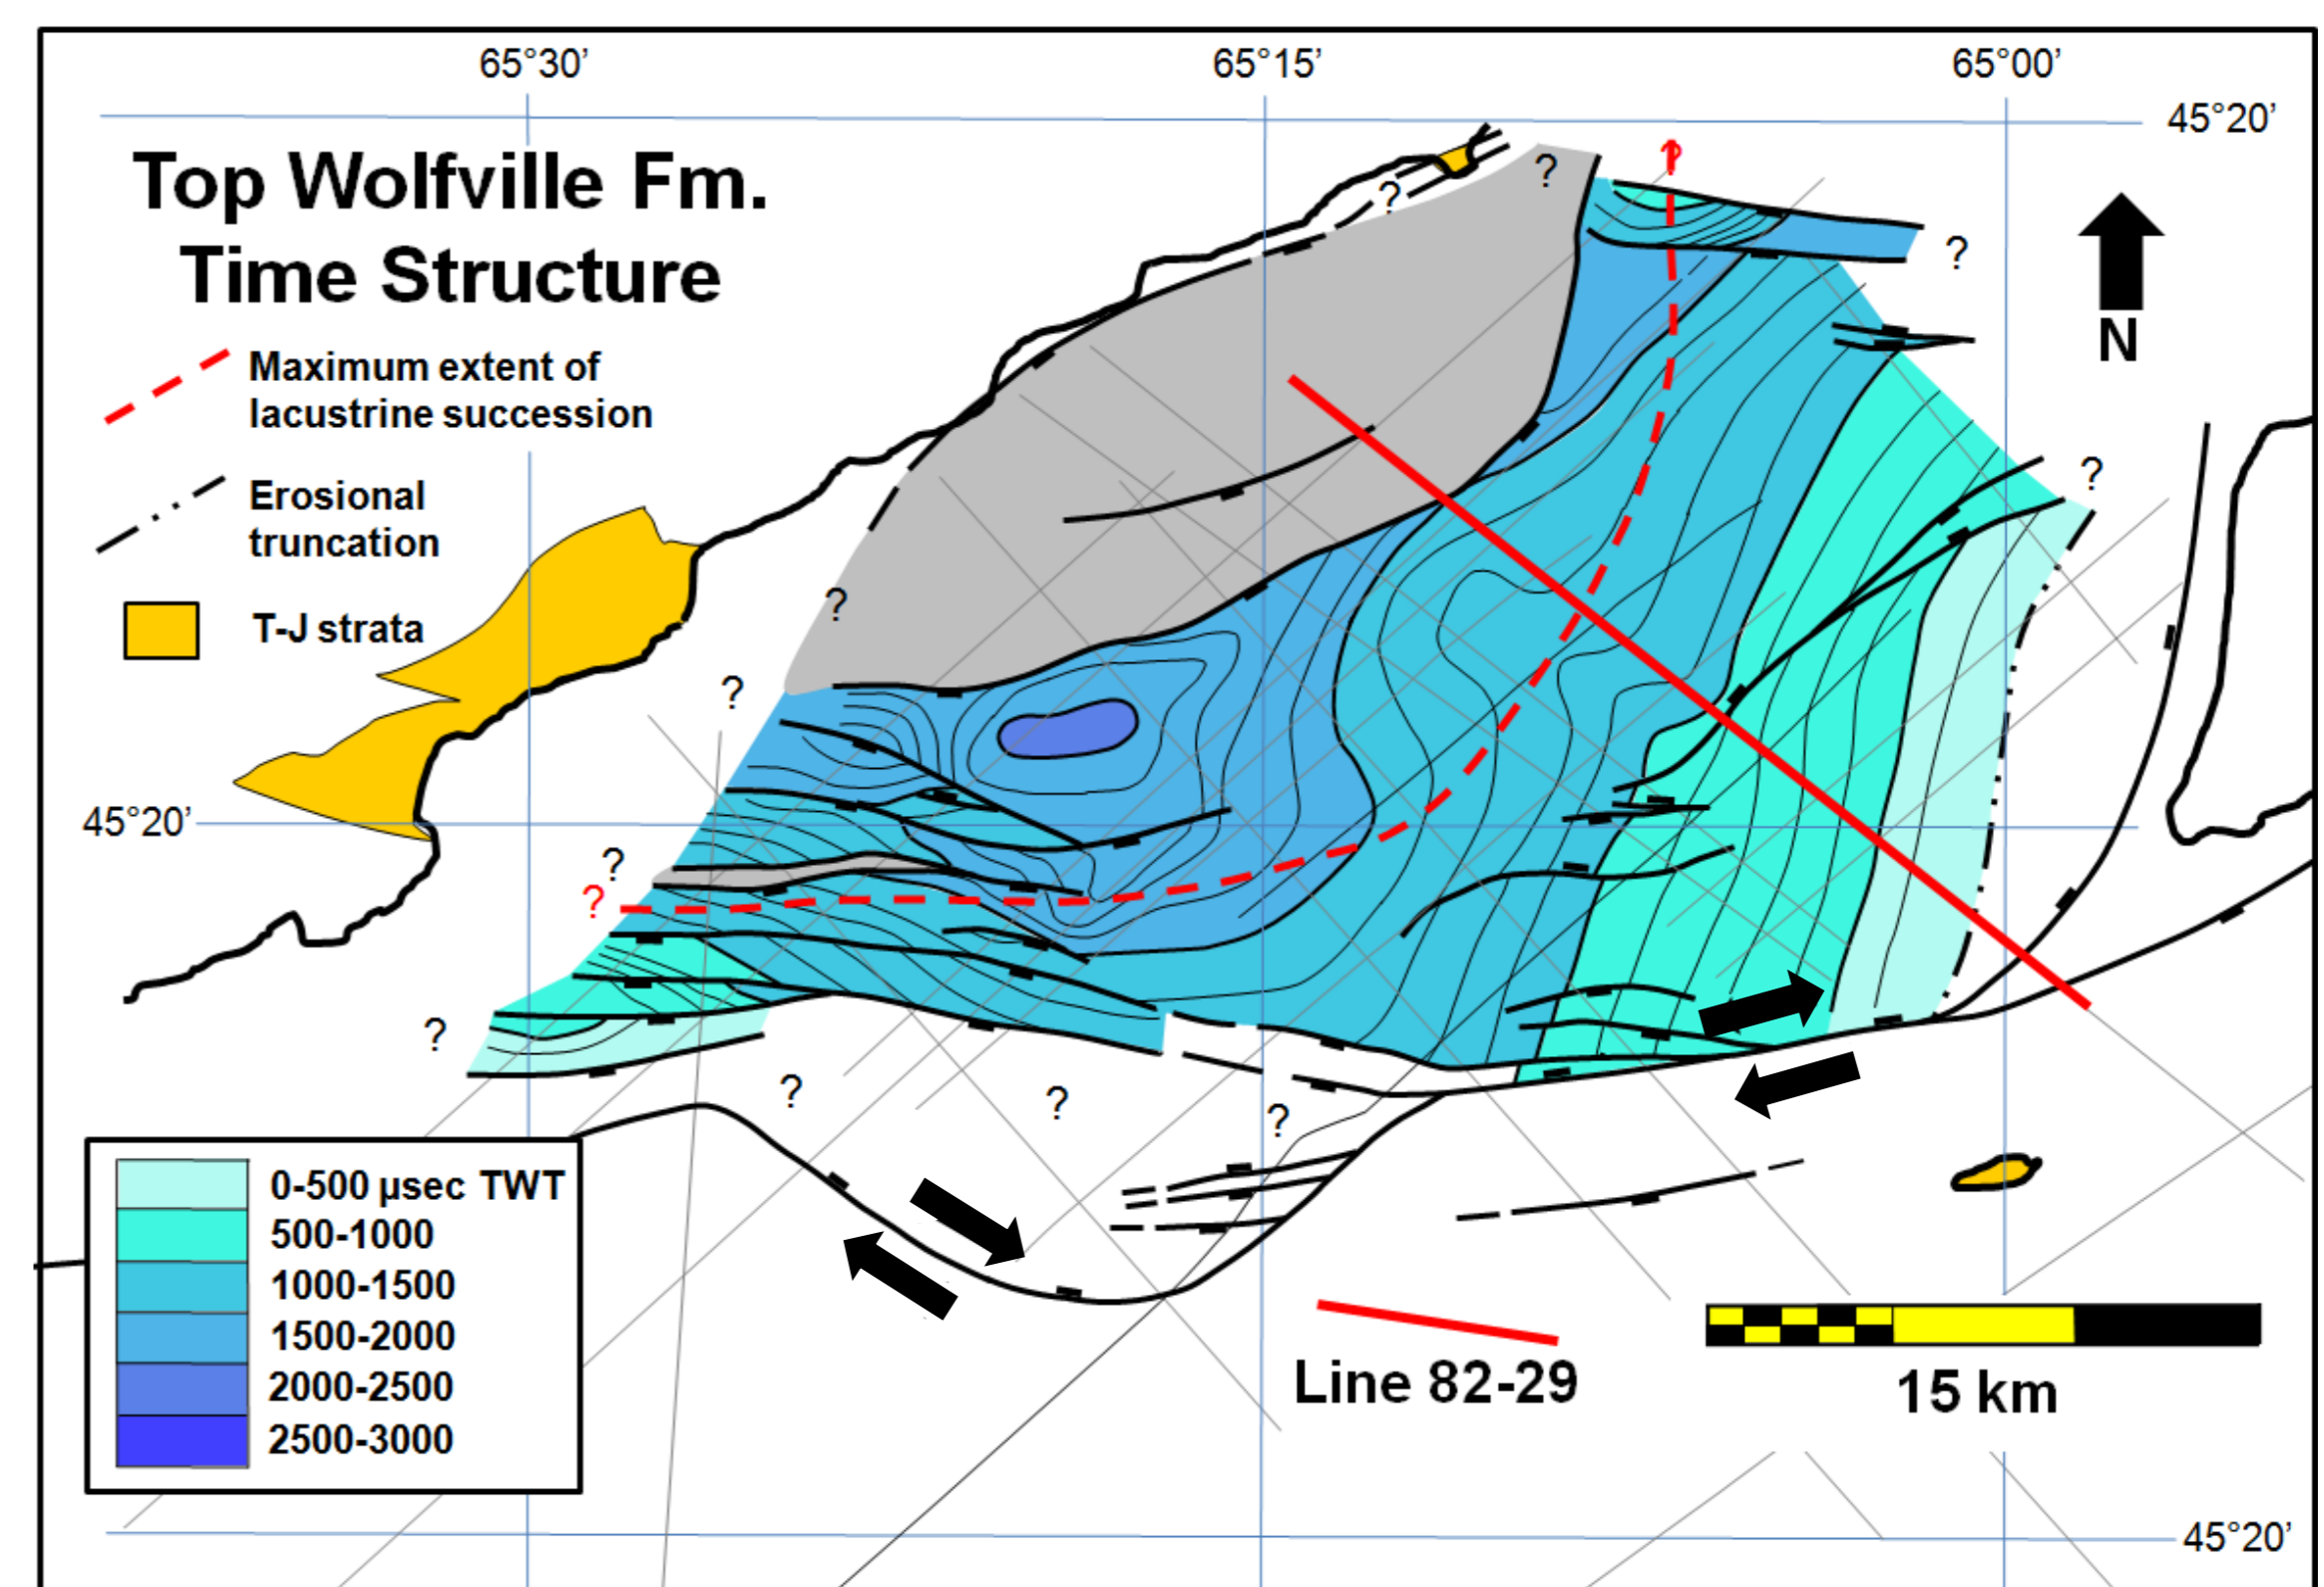 65°30’
65°15’
65°00’
45°20’
Top Wolfville Fm.
Time Structure
Maximum extent of
lacustrine succession
Erosional
truncation
T-J strata
N
?
?
?
?
?
?
?
?
45°20’
?
?
?
?
?
?
0-500 µsec TWT
500-1000
1000-1500
1500-2000
2000-2500
2500-3000
Line 82-29
15 km
45°20’